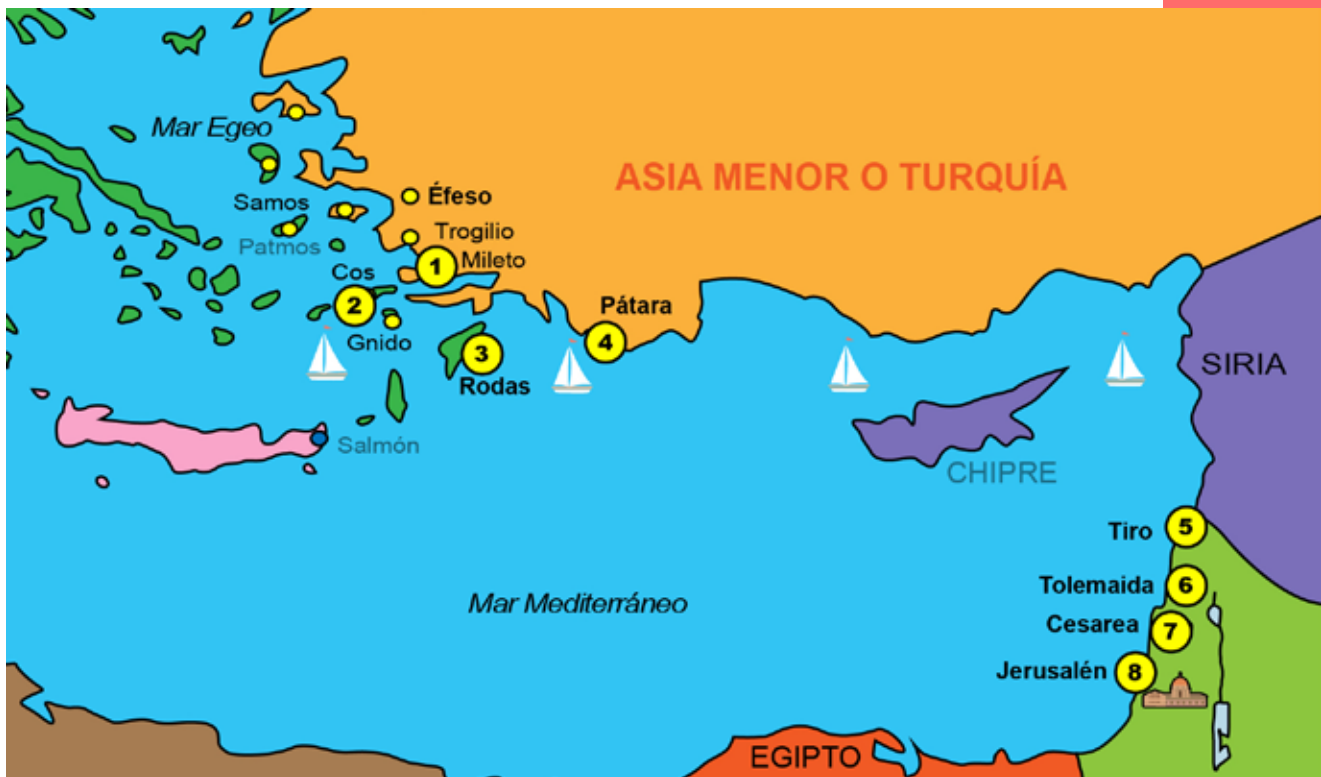 Mar Egeo
ASIA MENOR O TURQUÍA
Éfeso
Samos
Trogilio
Patmos
1
Mileto
Cos
2
Pátara
4
Gnido
3
Rodas
SIRIA
Salmón
CHIPRE
Tiro
5
Tolemaida
6
Mar Mediterráneo
Cesarea
7
Jerusalén
8
EGIPTO